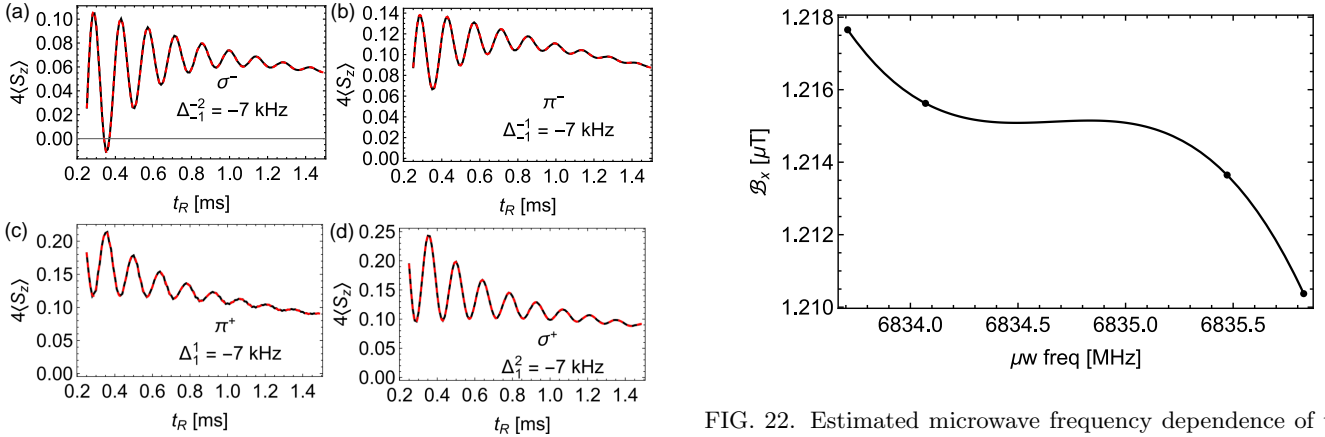 (a)
0.10
0.08
0.06
0.04
0.02
0.00
4⟨S_z⟩
σ⁻
Δ₋₁⁻² = −7 kHz
0.2 0.4 0.6 0.8 1.0 1.2 1.4
t_R [ms]
(b)
0.14
0.12
0.10
0.08
0.06
0.04
0.02
0.00
4⟨S_z⟩
π⁻
Δ₋₁⁻¹ = −7 kHz
0.2 0.4 0.6 0.8 1.0 1.2 1.4
t_R [ms]
(c)
0.20
0.15
0.10
0.05
0.00
4⟨S_z⟩
π⁺
Δ₁¹ = −7 kHz
0.2 0.4 0.6 0.8 1.0 1.2 1.4
t_R [ms]
(d)
0.25
0.20
0.15
0.10
0.05
0.00
4⟨S_z⟩
σ⁺
Δ₁² = −7 kHz
0.2 0.4 0.6 0.8 1.0 1.2 1.4
t_R [ms]
1.218
1.216
1.214
1.212
1.210
ℬ_x [μT]
6834.0 6834.5 6835.0 6835.5
μw freq [MHz]
FIG. 22. Estimated microwave frequency dependence of